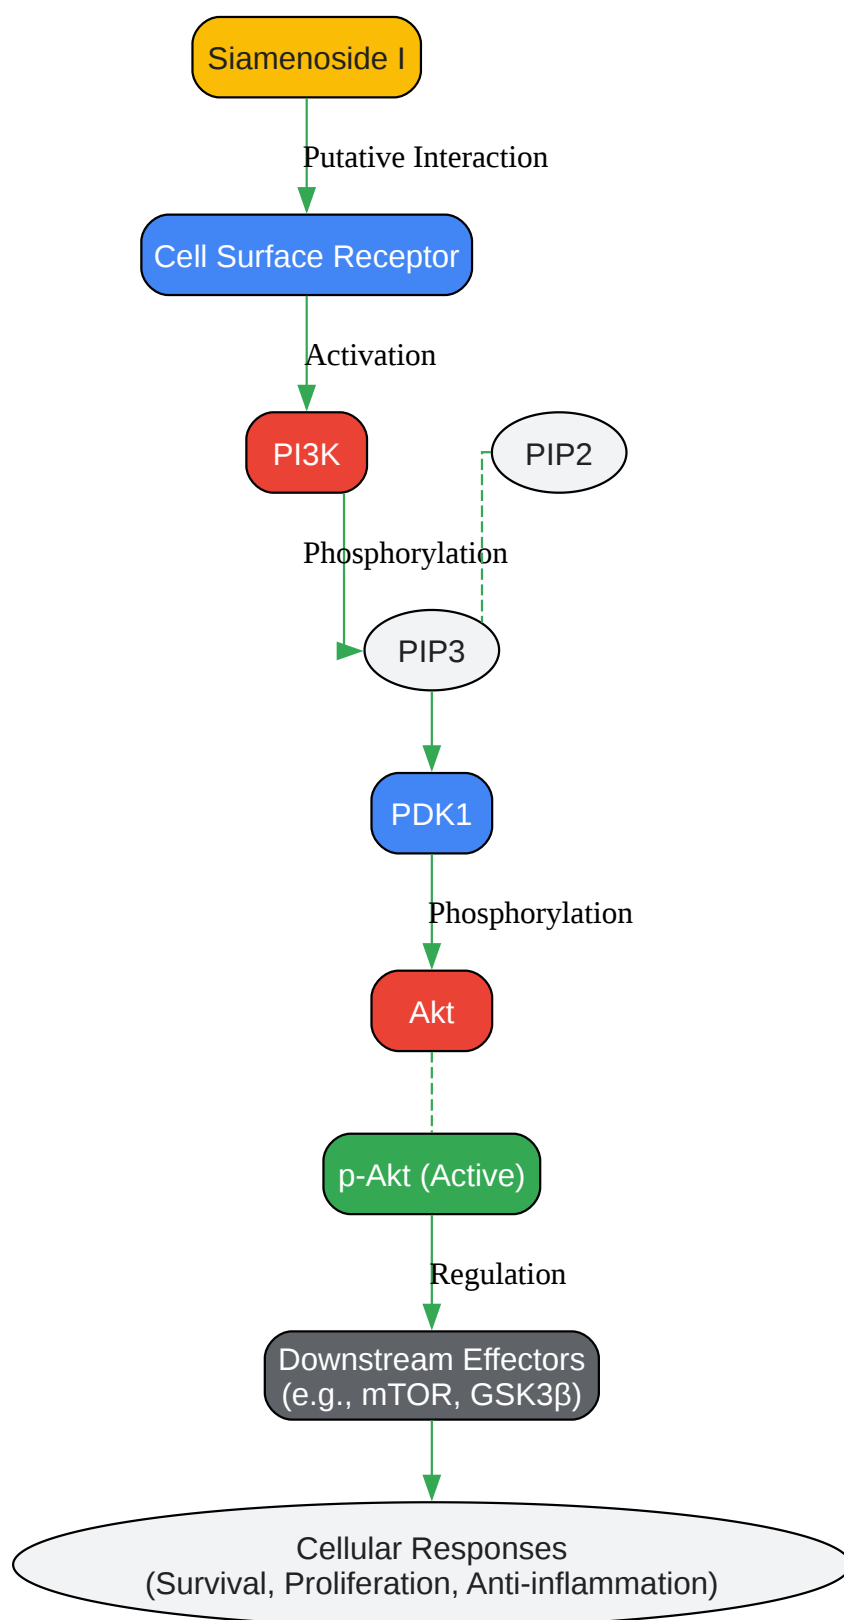 Siamenoside I
Putative Interaction
Cell Surface Receptor
Activation
PI3K
PIP2
Phosphorylation
PIP3
PDK1
Phosphorylation
Akt
p-Akt (Active)
Regulation
Downstream Effectors
(e.g., mTOR, GSK3β)
Cellular Responses
(Survival, Proliferation, Anti-inflammation)